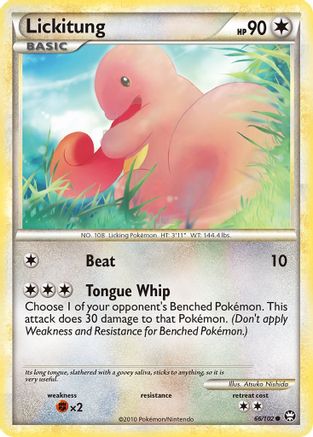 Lickitung HP 90
BASIC
NO. 108 Licking Pokémon HT: 3'11" WT: 144.4 lbs.
Beat 10
Tongue Whip
Choose 1 of your opponent's Benched Pokémon. This
attack does 30 damage to that Pokémon. (Don't apply
Weakness and Resistance for Benched Pokémon.)
Its long tongue, slathered with a gooey saliva, sticks to anything, so it is
very useful.
Illus. Atsuko Nishida
weakness resistance retreat cost
×2
©2010 Pokémon/Nintendo 66/102